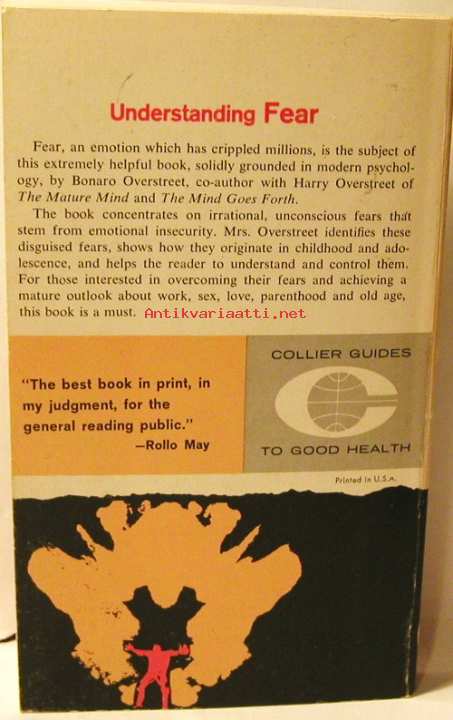 Understanding Fear
Fear, an emotion which has crippled millions, is the subject of
this extremely helpful book, solidly grounded in modern psychol-
ogy, by Bonaro Overstreet, co-author with Harry Overstreet of
The Mature Mind and The Mind Goes Forth.
The book concentrates on irrational, unconscious fears that
stem from emotional insecurity. Mrs. Overstreet identifies these
disguised fears, shows how they originate in childhood and ado-
lescence, and helps the reader to understand and control them.
For those interested in overcoming their fears and achieving a
mature outlook about work, sex, love, parenthood and old age,
this book is a must.
Antikvariaatti.net
"The best book in print, in
my judgment, for the
general reading public."
—Rollo May
COLLIER GUIDES
TO GOOD HEALTH
Printed in U.S.A.